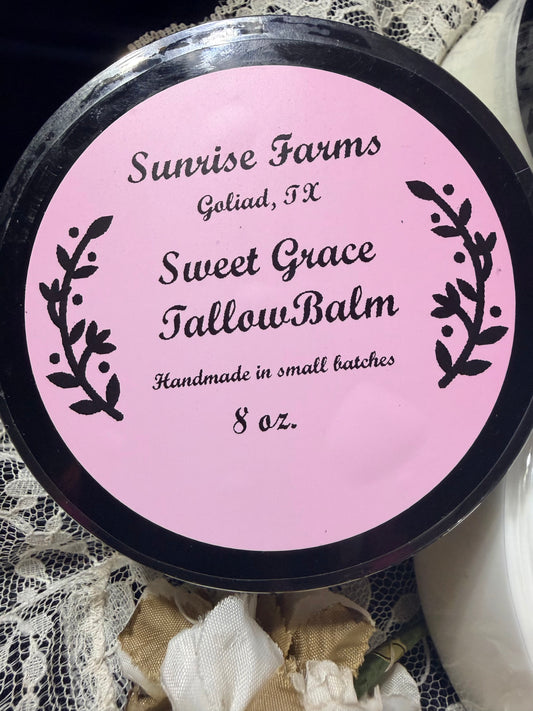 Sunrise Farms
Goliad, TX
Sweet Grace
TallowBalm
Handmade in small batches
8 oz.